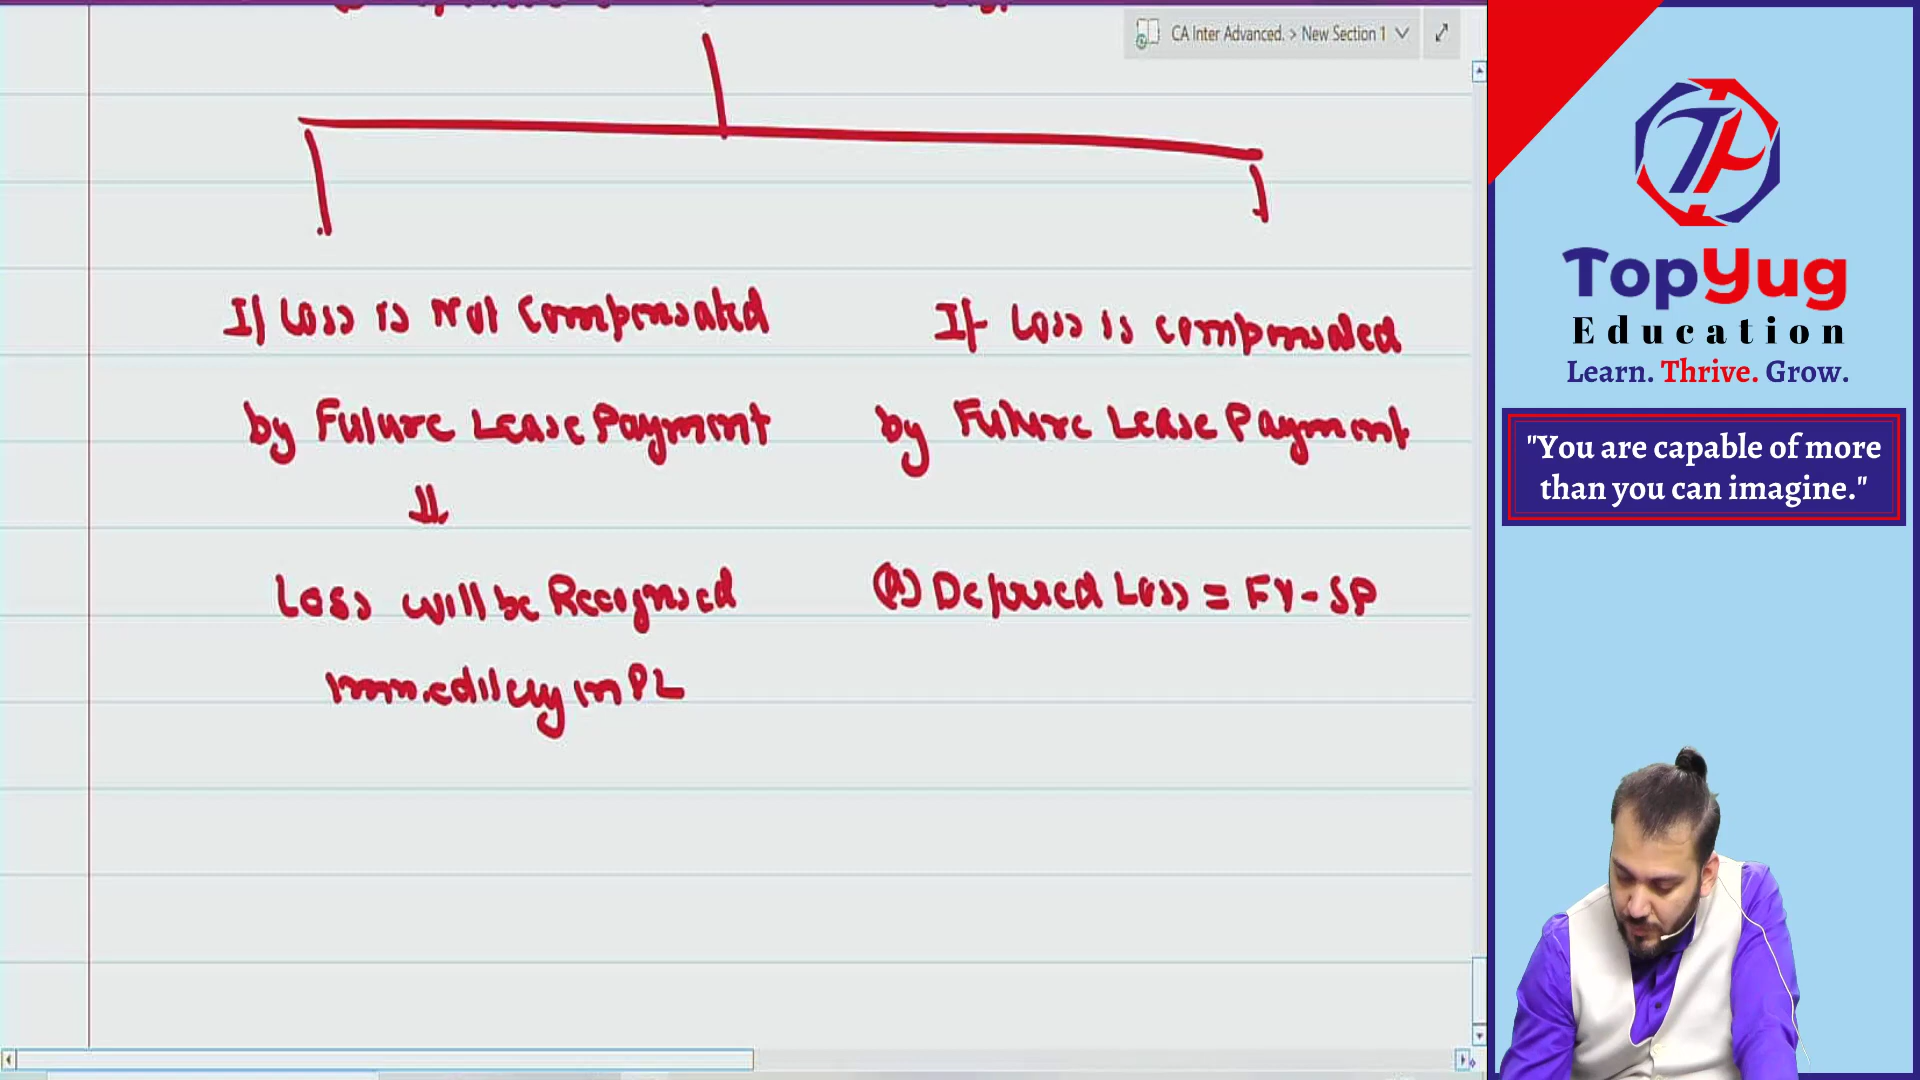 CA Inter Advanced. > New Section 1
If Loss is Not Compensated
by Future Lease Payment
Loss will be Recognised
in PL
If Loss is compensated
by Future Lease Payment
(A) Deferred Loss = FV - SP
TopYug
Education
Learn. Thrive. Grow.
"You are capable of more
than you can imagine."